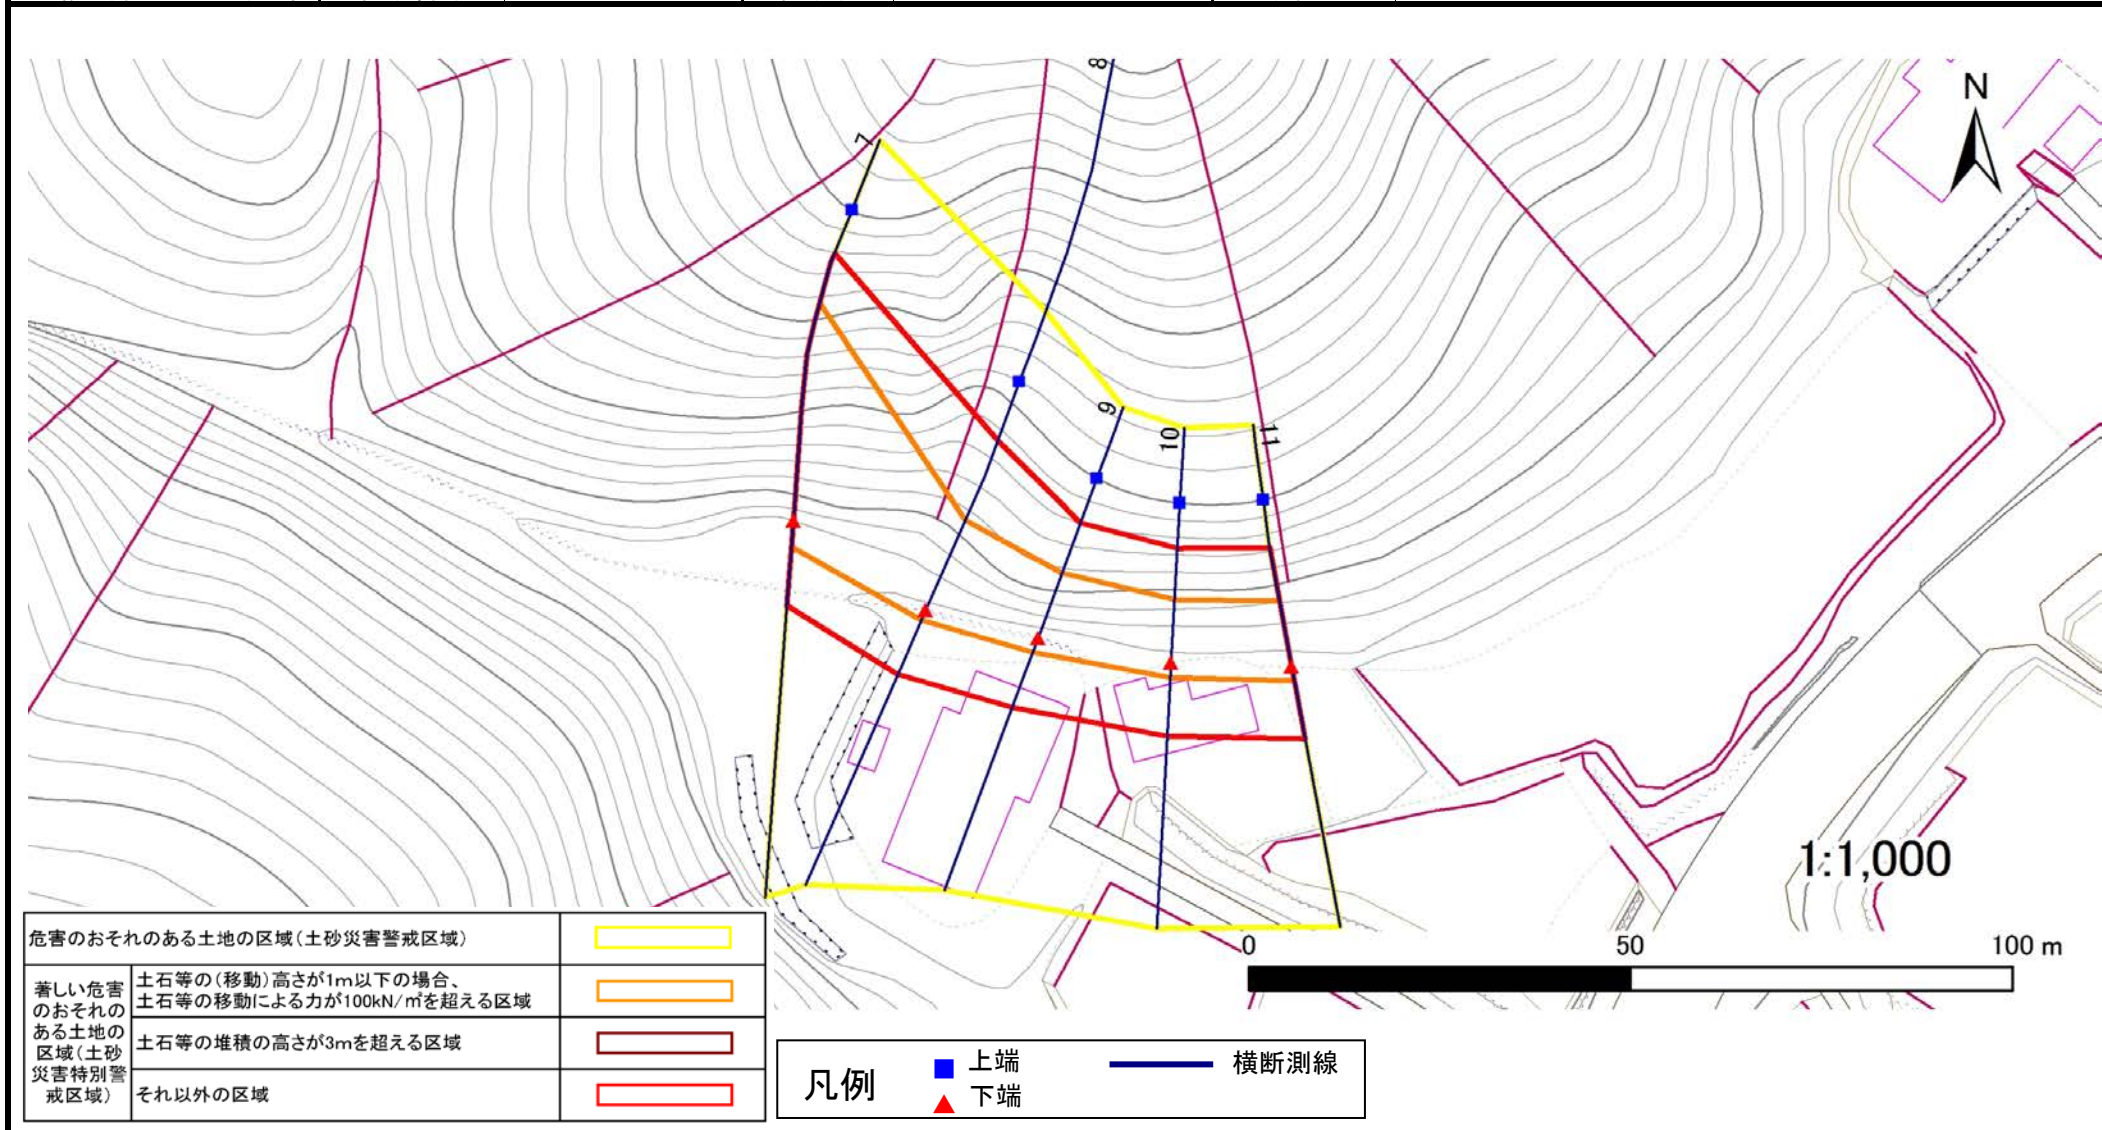 8
N
7
9
10
11
1:1,000
0 50 100 m
危害のおそれのある土地の区域(土砂災害警戒区域)
著しい危害
のおそれの
ある土地の
区域(土砂
災害特別警
戒区域)
土石等の(移動)高さが1m以下の場合、
土石等の移動による力が100kN/㎡を超える区域
土石等の堆積の高さが3mを超える区域
それ以外の区域
凡例
上端
下端
横断測線